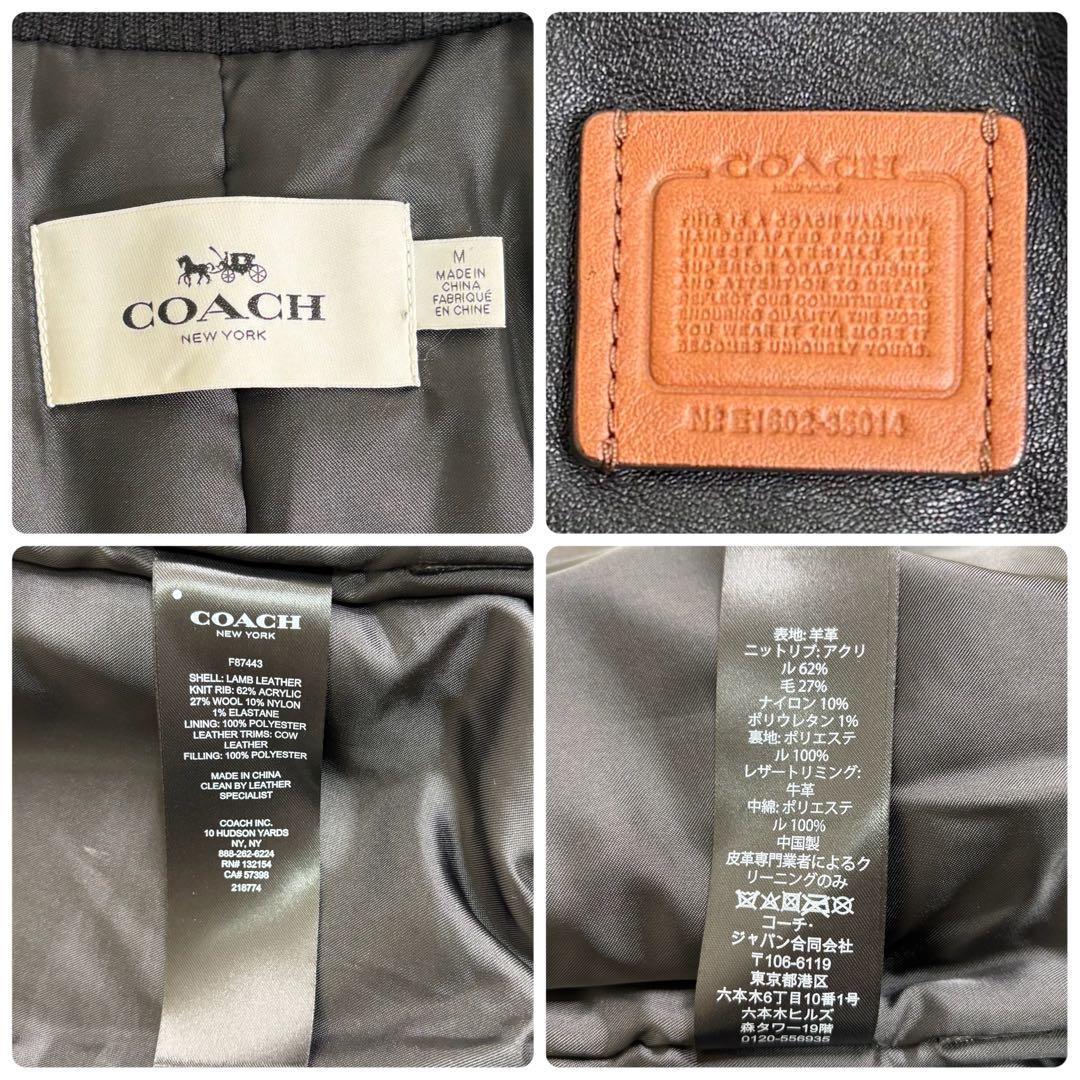 COACH
NEW YORK
M
MADE IN
CHINA
FABRIQUÉ
EN CHINE
COACH
NEW YORK
THIS IS A COACH
HANDCRAFTED FROM THE
FINEST MATERIALS
SUPERIOR CRAFTMANSHIP
AND ATTENTION TO
REFLECT OUR COMMITMENT
ENDURING QUALITY. THE MORE
YOU WEAR IT THE MORE IT
BECOMES UNIQUELY YOURS.
Nº E1602-
COACH
NEW YORK
F87443
SHELL: LAMB LEATHER
KNIT RIB: 62% ACRYLIC
27% WOOL 10% NYLON
1% ELASTANE
LINING: 100% POLYESTER
LEATHER TRIMS: COW
LEATHER
FILLING: 100% POLYESTER
MADE IN CHINA
CLEAN BY LEATHER
SPECIALIST
COACH INC.
10 HUDSON YARDS
NY, NY
888-262-6224
RN# 132154
CA# 57398
218774
表地: 羊革
ニットリブ: アクリ
ル 62%
毛 27%
ナイロン 10%
ポリウレタン 1%
裏地: ポリエステ
ル 100%
レザートリミング:
牛革
中綿: ポリエステ
ル 100%
中国製
皮革専門業者によるク
リーニングのみ
コーチ・
ジャパン合同会社
〒106-6119
東京都港区
六本木6丁目10番1号
六本木ヒルズ
森タワー19階
0120-556935